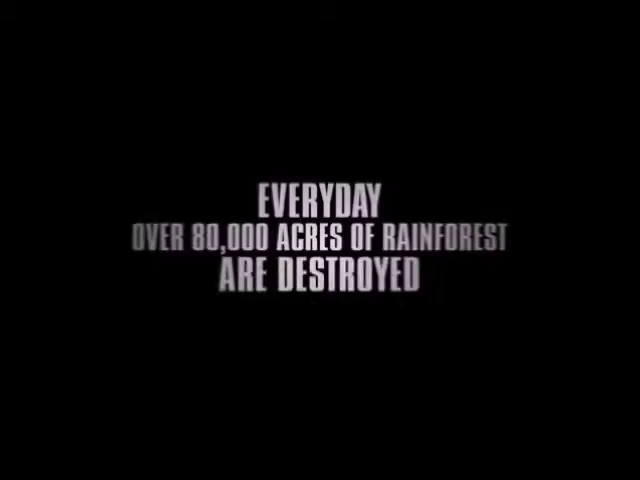 EVERYDAY
OVER 80,000 ACRES OF RAINFOREST
ARE DESTROYED